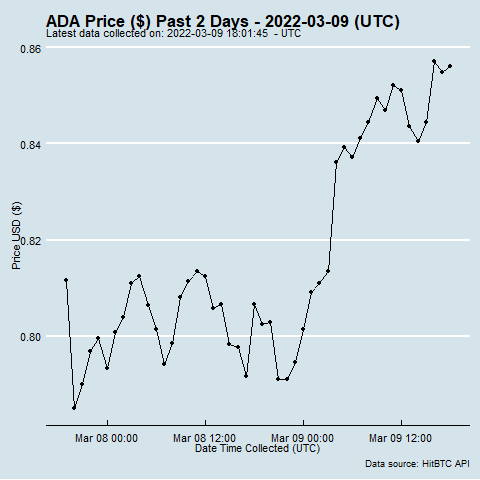 ADA Price ($) Past 2 Days - 2022-03-09 (UTC)
Latest data collected on: 2022-03-09 18:01:45 - UTC
0.86
0.84
0.82
0.80
Price USD ($)
Mar 08 00:00 Mar 08 12:00 Mar 09 00:00 Mar 09 12:00
Date Time Collected (UTC)
Data source: HitBTC API